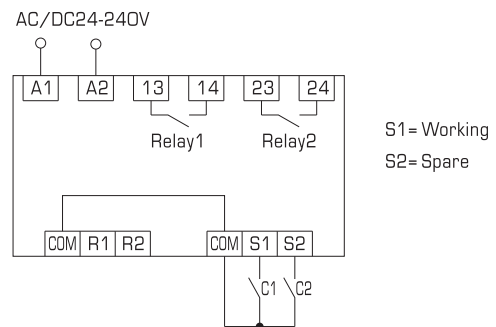 AC/DC24-240V
A1 A2 13 14 23 24
Relay1 Relay2
S1=Working
S2=Spare
COM R1 R2 COM S1 S2
C1 C2